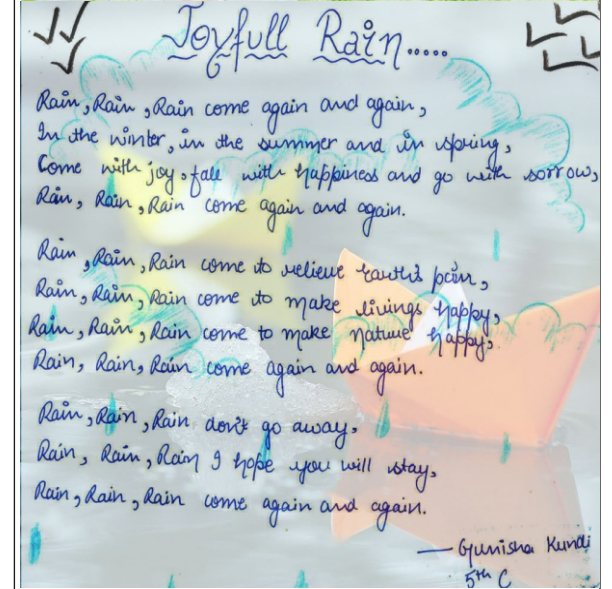 Joyfull Rain.....
Rain, Rain, Rain come again and again,
In the winter, in the summer and in spring,
Come with joy, fall with happiness and go with sorrow,
Rain, Rain, Rain come again and again.
Rain, Rain, Rain come to relieve earth's pain,
Rain, Rain, Rain come to make livings happy,
Rain, Rain, Rain come to make nature happy,
Rain, Rain, Rain come again and again.
Rain, Rain, Rain don't go away,
Rain, Rain, Rain I hope you will stay,
Rain, Rain, Rain come again and again.
— Gunisha Kundi
5th C